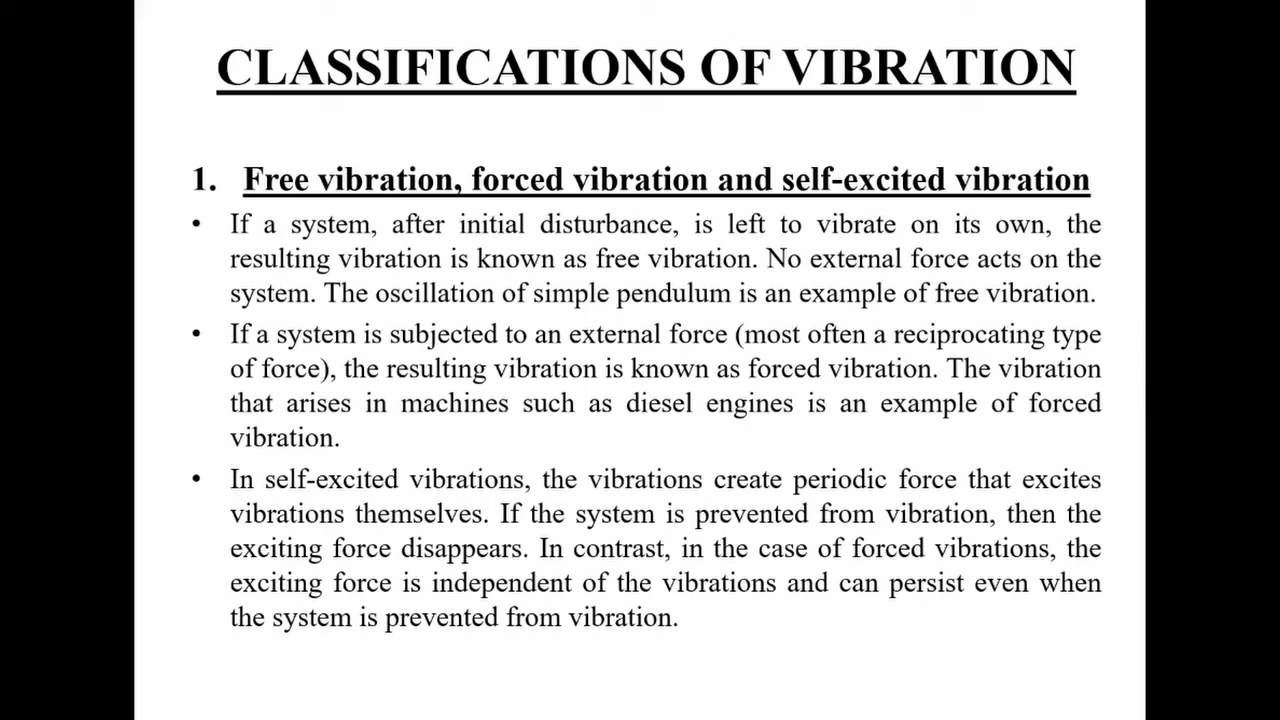 CLASSIFICATIONS OF VIBRATION
1. Free vibration, forced vibration and self-excited vibration
• If a system, after initial disturbance, is left to vibrate on its own, the
resulting vibration is known as free vibration. No external force acts on the
system. The oscillation of simple pendulum is an example of free vibration.
• If a system is subjected to an external force (most often a reciprocating type
of force), the resulting vibration is known as forced vibration. The vibration
that arises in machines such as diesel engines is an example of forced
vibration.
• In self-excited vibrations, the vibrations create periodic force that excites
vibrations themselves. If the system is prevented from vibration, then the
exciting force disappears. In contrast, in the case of forced vibrations, the
exciting force is independent of the vibrations and can persist even when
the system is prevented from vibration.